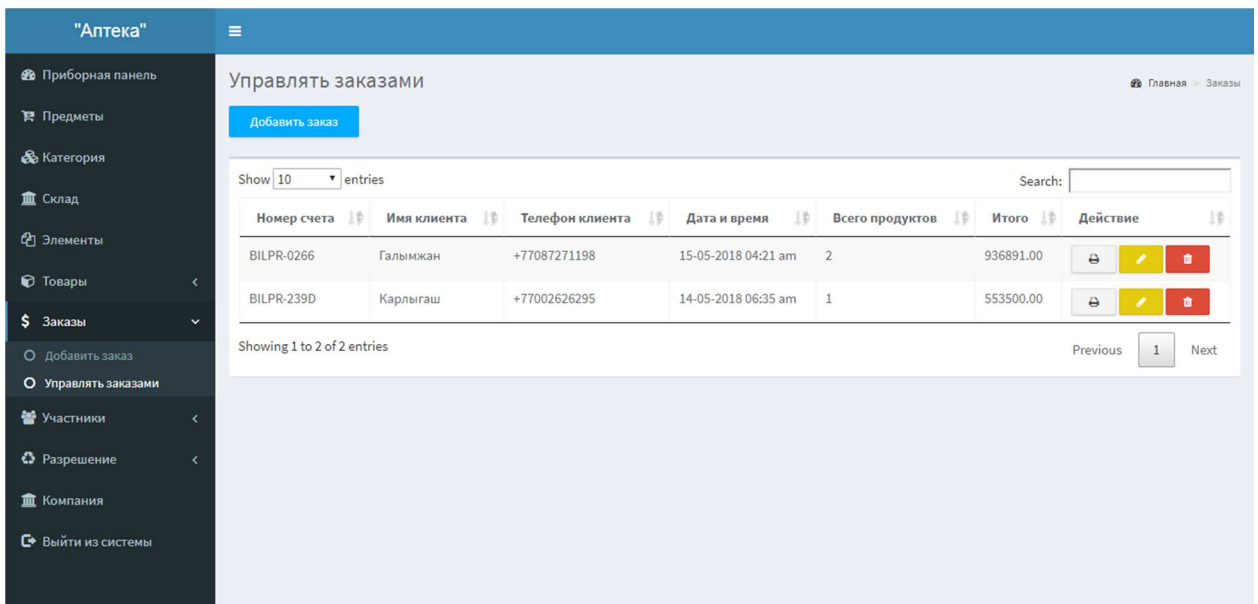 "Аптека"
Приборная панель
Предметы
Категория
Склад
Элементы
Товары
Заказы
Добавить заказ
Управлять заказами
Участники
Разрешение
Компания
Выйти из системы
Управлять заказами
Главная > Заказы
Добавить заказ
Show 10 entries Search:
Номер счета Имя клиента Телефон клиента Дата и время Всего продуктов Итого Действие
BILPR-0266 Галымжан +77087271198 15-05-2018 04:21 am 2 936891.00
BILPR-239D Карлыгаш +77002626295 14-05-2018 06:35 am 1 553500.00
Showing 1 to 2 of 2 entries Previous 1 Next